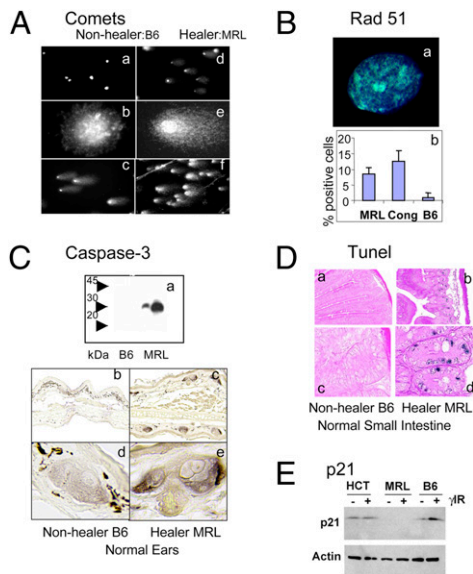 A Comets
Non-healer:B6 Healer:MRL
a
d
b
e
c
f
B Rad 51
a
b
% positive cells
20
15
10
5
0
MRL Cong B6
C Caspase-3
a
45
30
25
20
kDa B6 MRL
b
c
d
e
Non-healer B6 Healer MRL
Normal Ears
D Tunel
a
b
c
d
Non-healer B6 Healer MRL
Normal Small Intestine
E p21
HCT MRL B6
- + - + - + γIR
p21
Actin